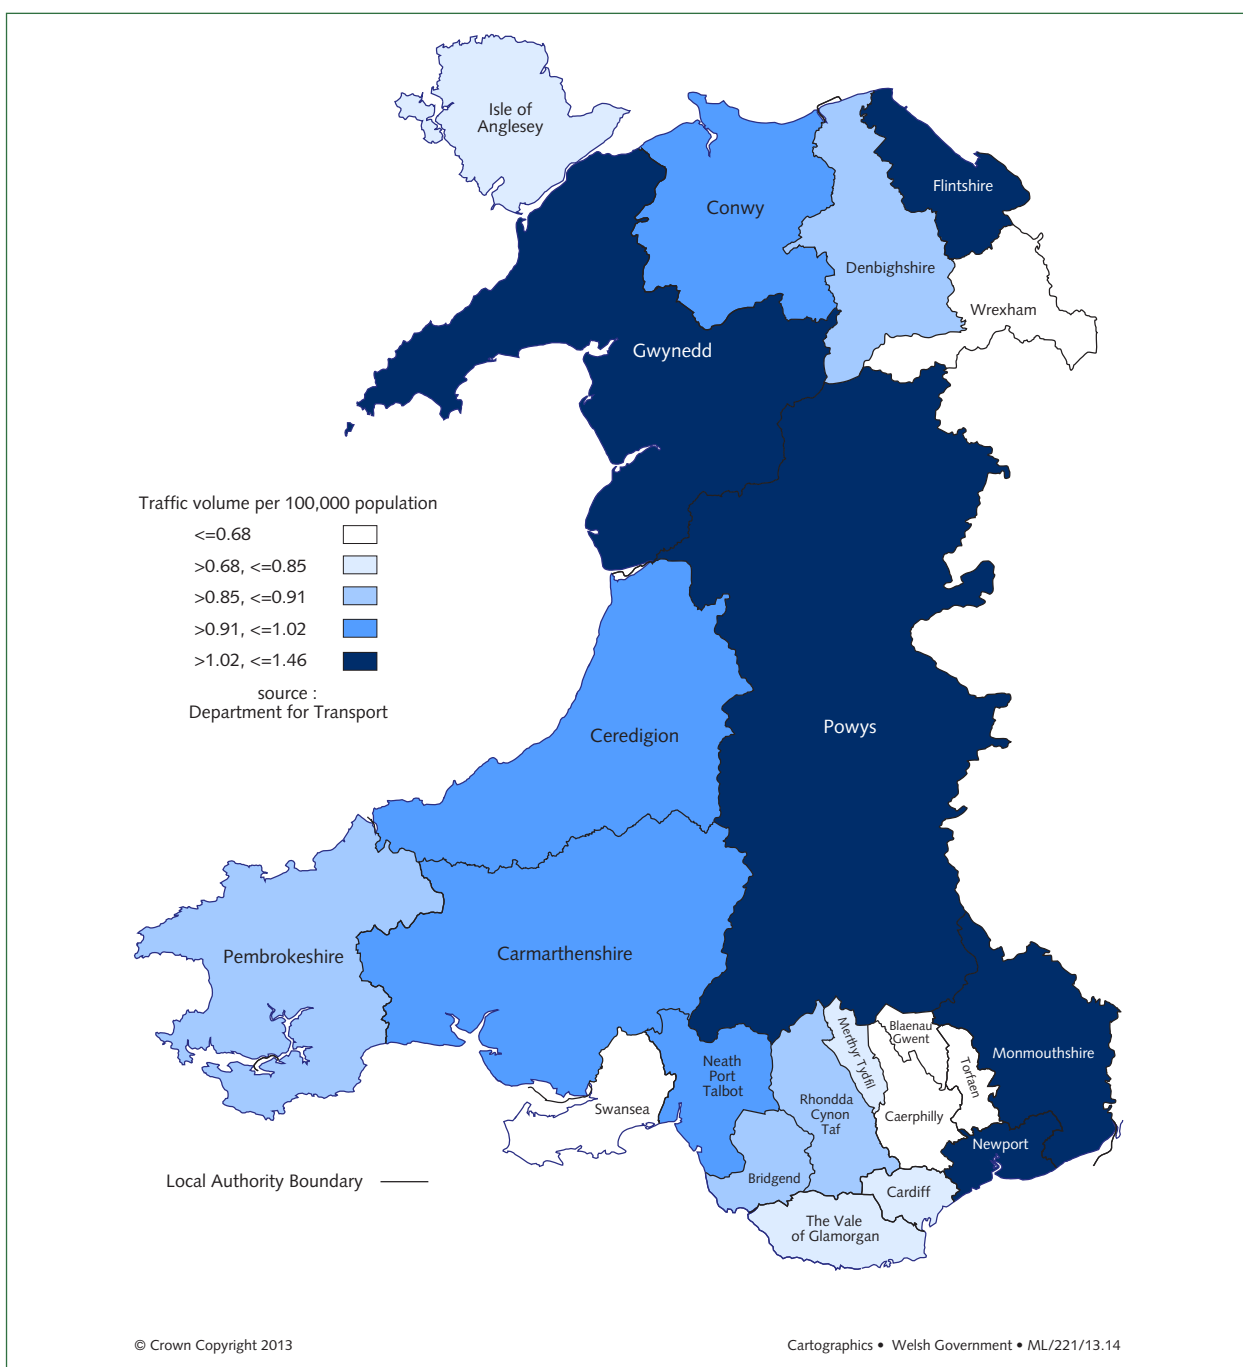 Isle of
Anglesey
Flintshire
Conwy
Denbighshire
Wrexham
Gwynedd
Traffic volume per 100,000 population
<=0.68
>0.68, <=0.85
>0.85, <=0.91
>0.91, <=1.02
>1.02, <=1.46
source :
Department for Transport
Powys
Ceredigion
Pembrokeshire
Carmarthenshire
Neath
Port
Talbot
Swansea
Rhondda
Cynon
Taf
Merthyr Tydfil
Blaenau
Gwent
Torfaen
Caerphilly
Monmouthshire
Newport
Bridgend
Cardiff
The Vale
of Glamorgan
Local Authority Boundary
© Crown Copyright 2013
Cartographics • Welsh Government • ML/221/13.14